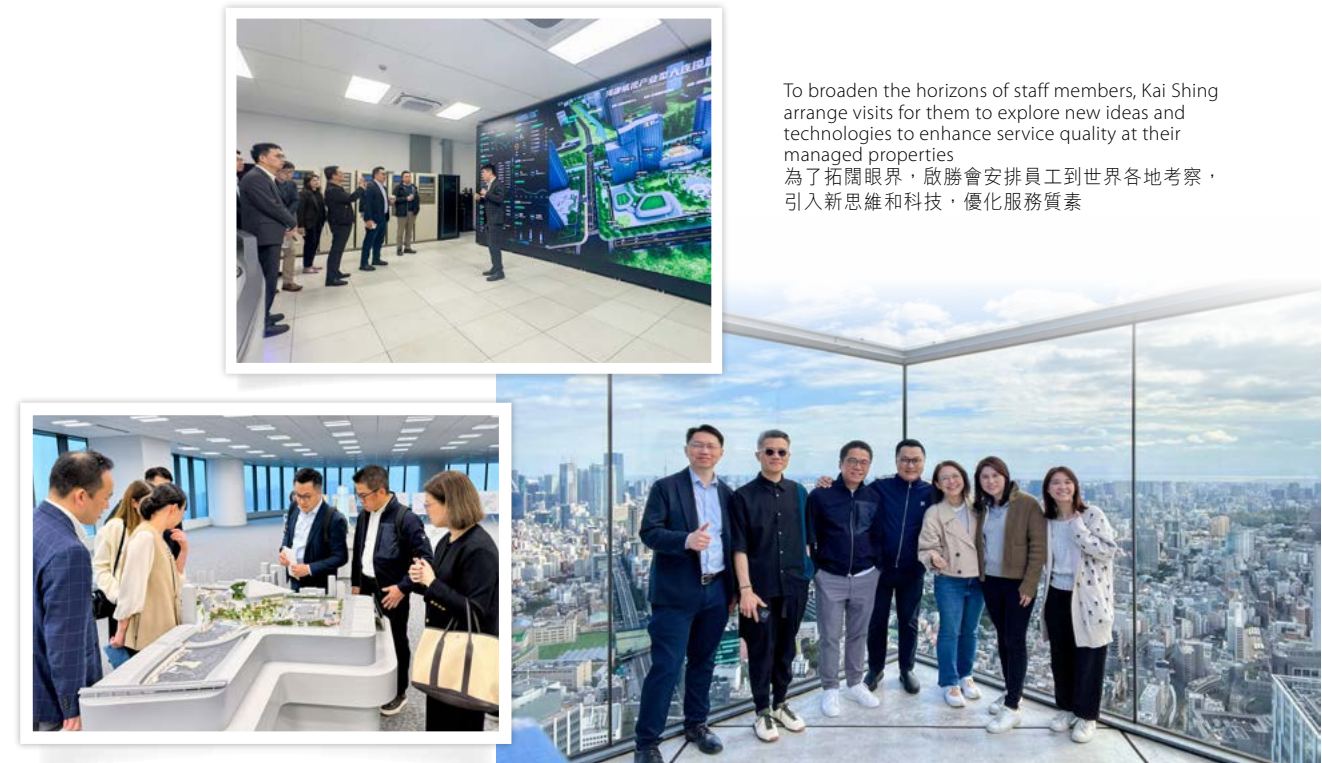 To broaden the horizons of staff members, Kai Shing
arrange visits for them to explore new ideas and
technologies to enhance service quality at their
managed properties
為了拓闊眼界，啟勝會安排員工到世界各地考察，
引入新思維和科技，優化服務質素